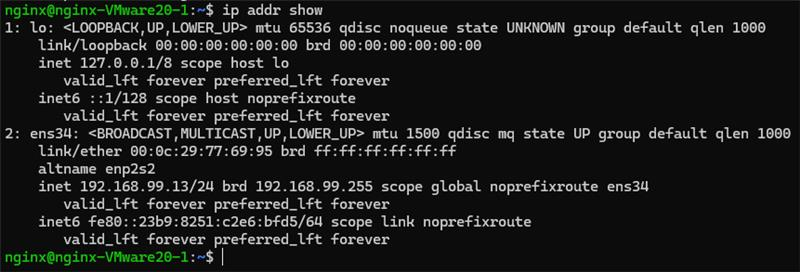 nginx@nginx-VMware20-1:~$ ip addr show
1: lo: <LOOPBACK,UP,LOWER_UP> mtu 65536 qdisc noqueue state UNKNOWN group default qlen 1000
    link/loopback 00:00:00:00:00:00 brd 00:00:00:00:00:00
    inet 127.0.0.1/8 scope host lo
       valid_lft forever preferred_lft forever
    inet6 ::1/128 scope host noprefixroute
       valid_lft forever preferred_lft forever
2: ens34: <BROADCAST,MULTICAST,UP,LOWER_UP> mtu 1500 qdisc mq state UP group default qlen 1000
    link/ether 00:0c:29:77:69:95 brd ff:ff:ff:ff:ff:ff
    altname enp2s2
    inet 192.168.99.13/24 brd 192.168.99.255 scope global noprefixroute ens34
       valid_lft forever preferred_lft forever
    inet6 fe80::23b9:8251:c2e6:bfd5/64 scope link noprefixroute
       valid_lft forever preferred_lft forever
nginx@nginx-VMware20-1:~$